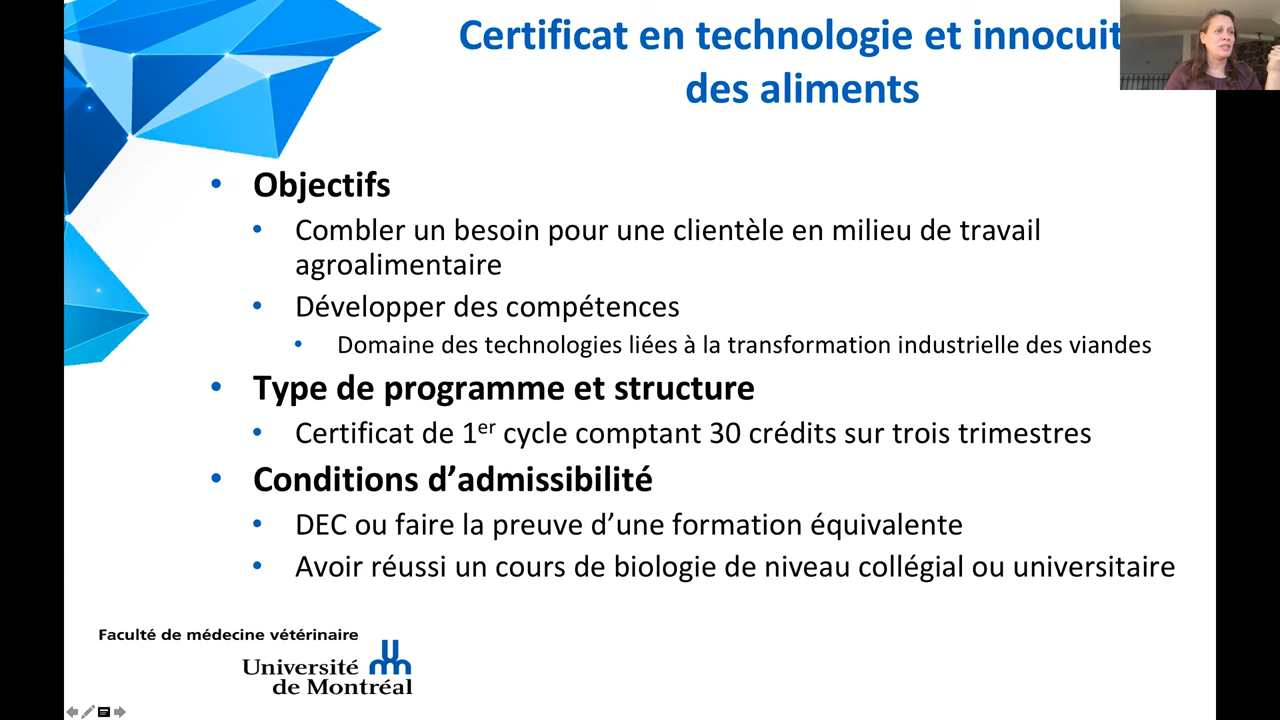 Certificat en technologie et innocuit
des aliments
• Objectifs
• Combler un besoin pour une clientèle en milieu de travail
agroalimentaire
• Développer des compétences
• Domaine des technologies liées à la transformation industrielle des viandes
• Type de programme et structure
• Certificat de 1er cycle comptant 30 crédits sur trois trimestres
• Conditions d’admissibilité
• DEC ou faire la preuve d’une formation équivalente
• Avoir réussi un cours de biologie de niveau collégial ou universitaire
Faculté de médecine vétérinaire
Université
de Montréal